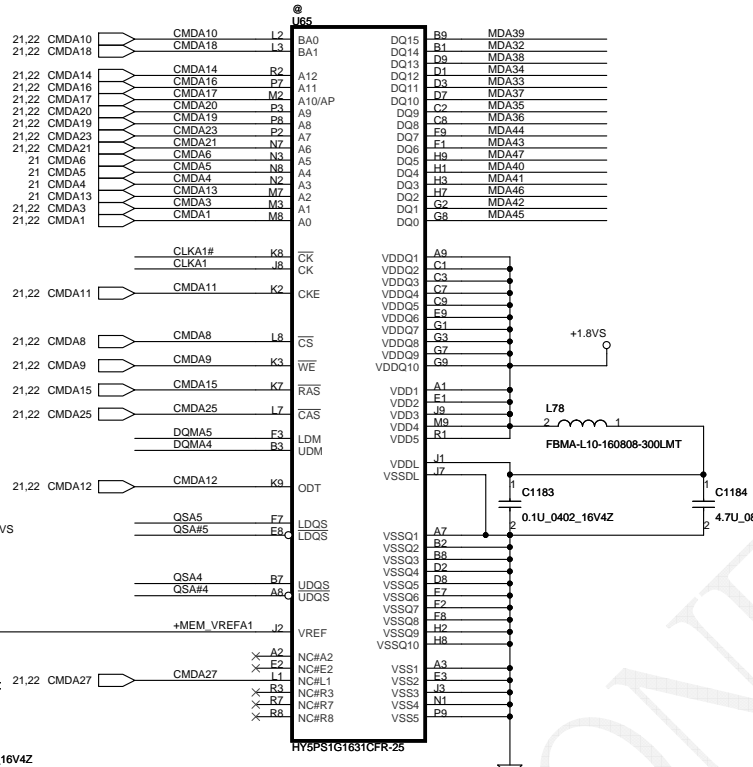 @
U65
21,22 CMDA10 CMDA10 L2 BA0 DQ15 B9 MDA39
21,22 CMDA18 CMDA18 L3 BA1 DQ14 B1 MDA32
DQ13 D9 MDA38
21,22 CMDA14 CMDA14 R2 A12 DQ12 D1 MDA34
21,22 CMDA16 CMDA16 P7 A11 DQ11 D3 MDA33
21,22 CMDA17 CMDA17 M2 A10/AP DQ10 D7 MDA37
21,22 CMDA20 CMDA20 P3 A9 DQ9 C2 MDA35
21,22 CMDA19 CMDA19 P8 A8 DQ8 C8 MDA36
21,22 CMDA23 CMDA23 P2 A7 DQ7 F9 MDA44
21,22 CMDA21 CMDA21 N7 A6 DQ6 F1 MDA43
21 CMDA6 CMDA6 N3 A5 DQ5 H9 MDA47
21 CMDA5 CMDA5 N8 A4 DQ4 H1 MDA40
21 CMDA4 CMDA4 N2 A3 DQ3 H3 MDA41
21 CMDA13 CMDA13 M7 A2 DQ2 H7 MDA46
21,22 CMDA3 CMDA3 M3 A1 DQ1 G2 MDA42
21,22 CMDA1 CMDA1 M8 A0 DQ0 G8 MDA45
CLKA1# K8 CK VDDQ1 A9
CLKA1 J8 CK VDDQ2 C1
VDDQ3 C3
21,22 CMDA11 CMDA11 K2 CKE VDDQ4 C7
VDDQ5 C9
VDDQ6 E9
VDDQ7 G1
21,22 CMDA8 CMDA8 L8 CS VDDQ8 G3
VDDQ9 G7
21,22 CMDA9 CMDA9 K3 WE VDDQ10 G9
+1.8VS
21,22 CMDA15 CMDA15 K7 RAS VDD1 A1
VDD2 E1
21,22 CMDA25 CMDA25 L7 CAS VDD3 J9
VDD4 M9
2 L78 1
FBMA-L10-160808-300LMT
DQMA5 F3 LDM VDD5 R1
DQMA4 B3 UDM
VDDL J1
VSSDL J7
21,22 CMDA12 CMDA12 K9 ODT
1 C1183
0.1U_0402_16V4Z
2
1 C1184
4.7U_08
2
QSA5 F7 LDQS
VS
QSA#5 E8 LDQS VSSQ1 A7
VSSQ2 B2
VSSQ3 B8
VSSQ4 D2
QSA4 B7 UDQS VSSQ5 D8
QSA#4 A8 UDQS VSSQ6 E7
VSSQ7 F2
VSSQ8 F8
+MEM_VREFA1 J2 VREF VSSQ9 H2
VSSQ10 H8
A2 NC#A2
E2 NC#E2 VSS1 A3
21,22 CMDA27 CMDA27 L1 NC#L1 VSS2 E3
R3 NC#R3 VSS3 J3
R7 NC#R7 VSS4 N1
R8 NC#R8 VSS5 P9
HY5PS1G1631CFR-25
_16V4Z